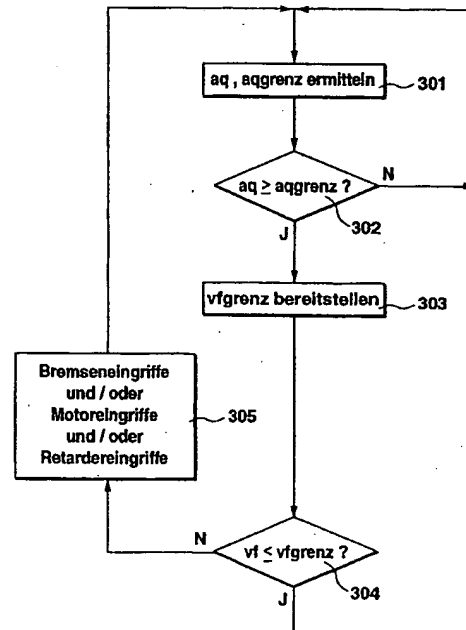 aq , aqgrenz ermitteln
301
aq ≥ aqgrenz ?
N
302
J
vfgrenz bereitstellen
303
Bremseneingriffe
und / oder
Motoreingriffe
und / oder
Retardereingriffe
305
N
vf ≤ vfgrenz ?
304
J